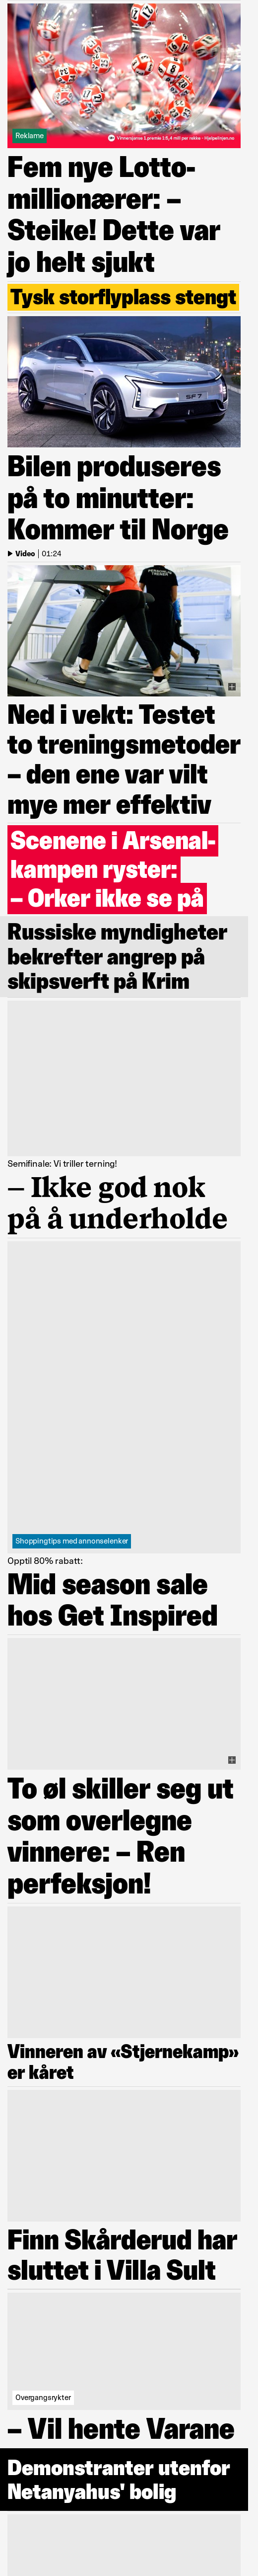 Reklame
Vinnersjanse 1.premie 1:5,4 mill per rekke - Hjelpelinjen.no
Fem nye Lotto-
millionærer: –
Steike! Dette var
jo helt sjukt
Tysk storflyplass stengt
SF 7
Bilen produseres
på to minutter:
Kommer til Norge
Video | 01:24
Ned i vekt: Testet
to treningsmetoder
– den ene var vilt
mye mer effektiv
Scenene i Arsenal-
kampen ryster:
– Orker ikke se på
Russiske myndigheter
bekrefter angrep på
skipsverft på Krim
Semifinale: Vi triller terning!
– Ikke god nok
på å underholde
Shoppingtips med annonselenker
Opptil 80% rabatt:
Mid season sale
hos Get Inspired
To øl skiller seg ut
som overlegne
vinnere: – Ren
perfeksjon!
Vinneren av «Stjernekamp»
er kåret
Finn Skårderud har
sluttet i Villa Sult
Overgangsrykter
– Vil hente Varane
Demonstranter utenfor
Netanyahus' bolig